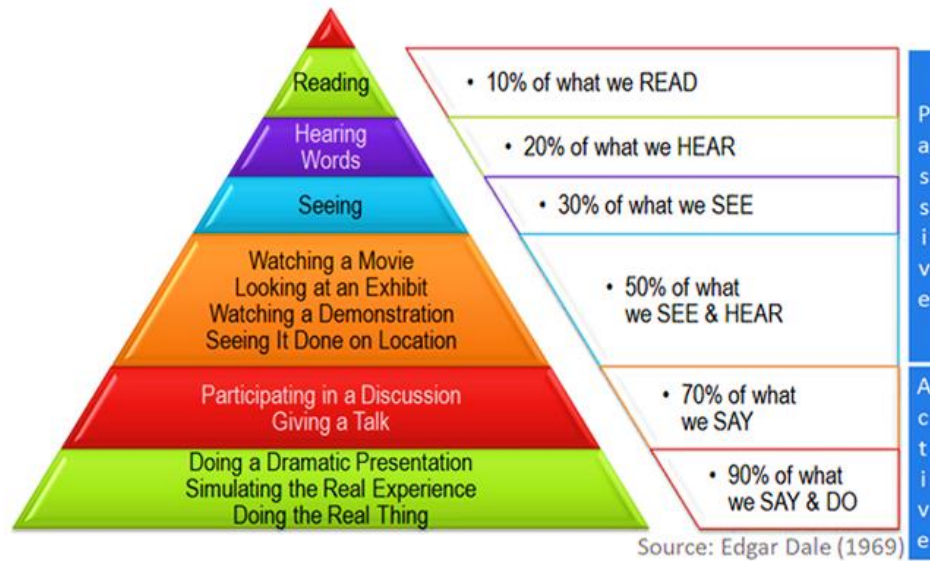 Reading
• 10% of what we READ
Hearing
Words
• 20% of what we HEAR
Seeing
• 30% of what we SEE
Watching a Movie
Looking at an Exhibit
Watching a Demonstration
Seeing It Done on Location
• 50% of what
we SEE & HEAR
Passive
Participating in a Discussion
Giving a Talk
• 70% of what
we SAY
Doing a Dramatic Presentation
Simulating the Real Experience
Doing the Real Thing
• 90% of what
we SAY & DO
Active
Source: Edgar Dale (1969)